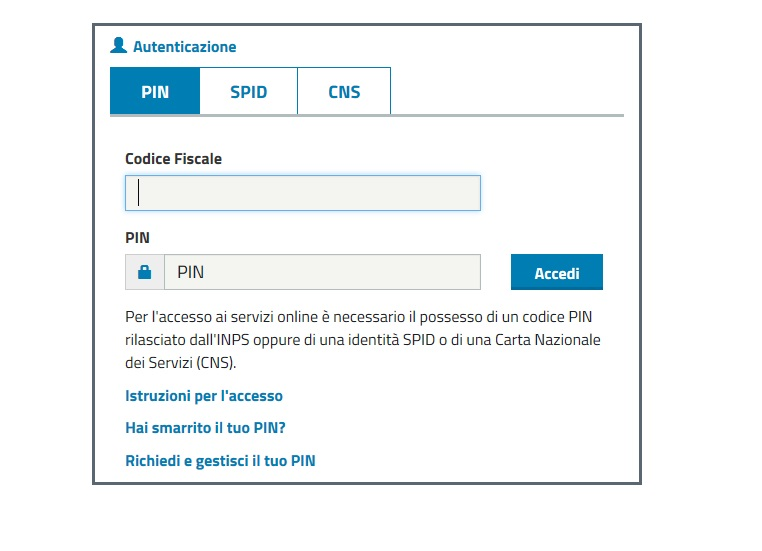 Autenticazione
PIN SPID CNS
Codice Fiscale
PIN
PIN Accedi
Per l'accesso ai servizi online è necessario il possesso di un codice PIN
rilasciato dall'INPS oppure di una identità SPID o di una Carta Nazionale
dei Servizi (CNS).
Istruzioni per l'accesso
Hai smarrito il tuo PIN?
Richiedi e gestisci il tuo PIN